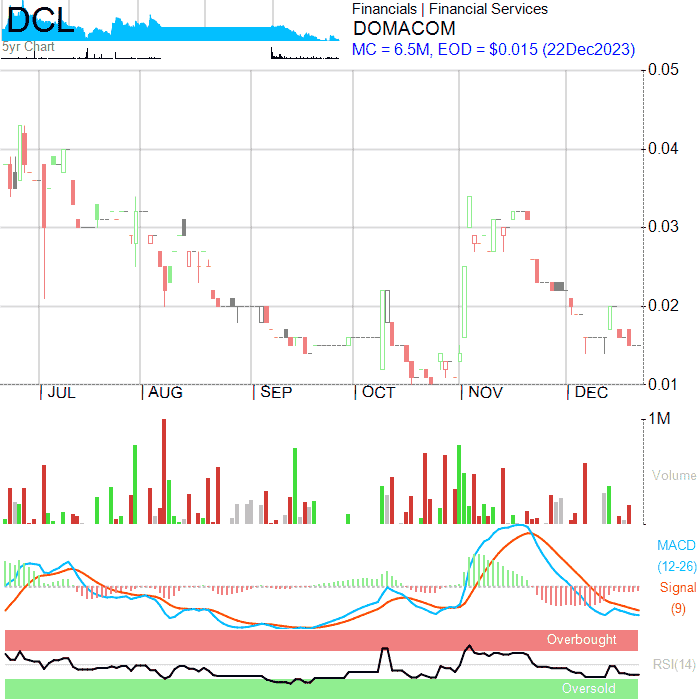 DCL
5yr Chart
Financials | Financial Services
DOMACOM
MC = 6.5M, EOD = $0.015 (22Dec2023)
0.05
0.04
0.03
0.02
0.01
JUL
AUG
SEP
OCT
NOV
DEC
1M
Volume
MACD
(12-26)
Signal
(9)
Overbought
RSI(14)
Oversold